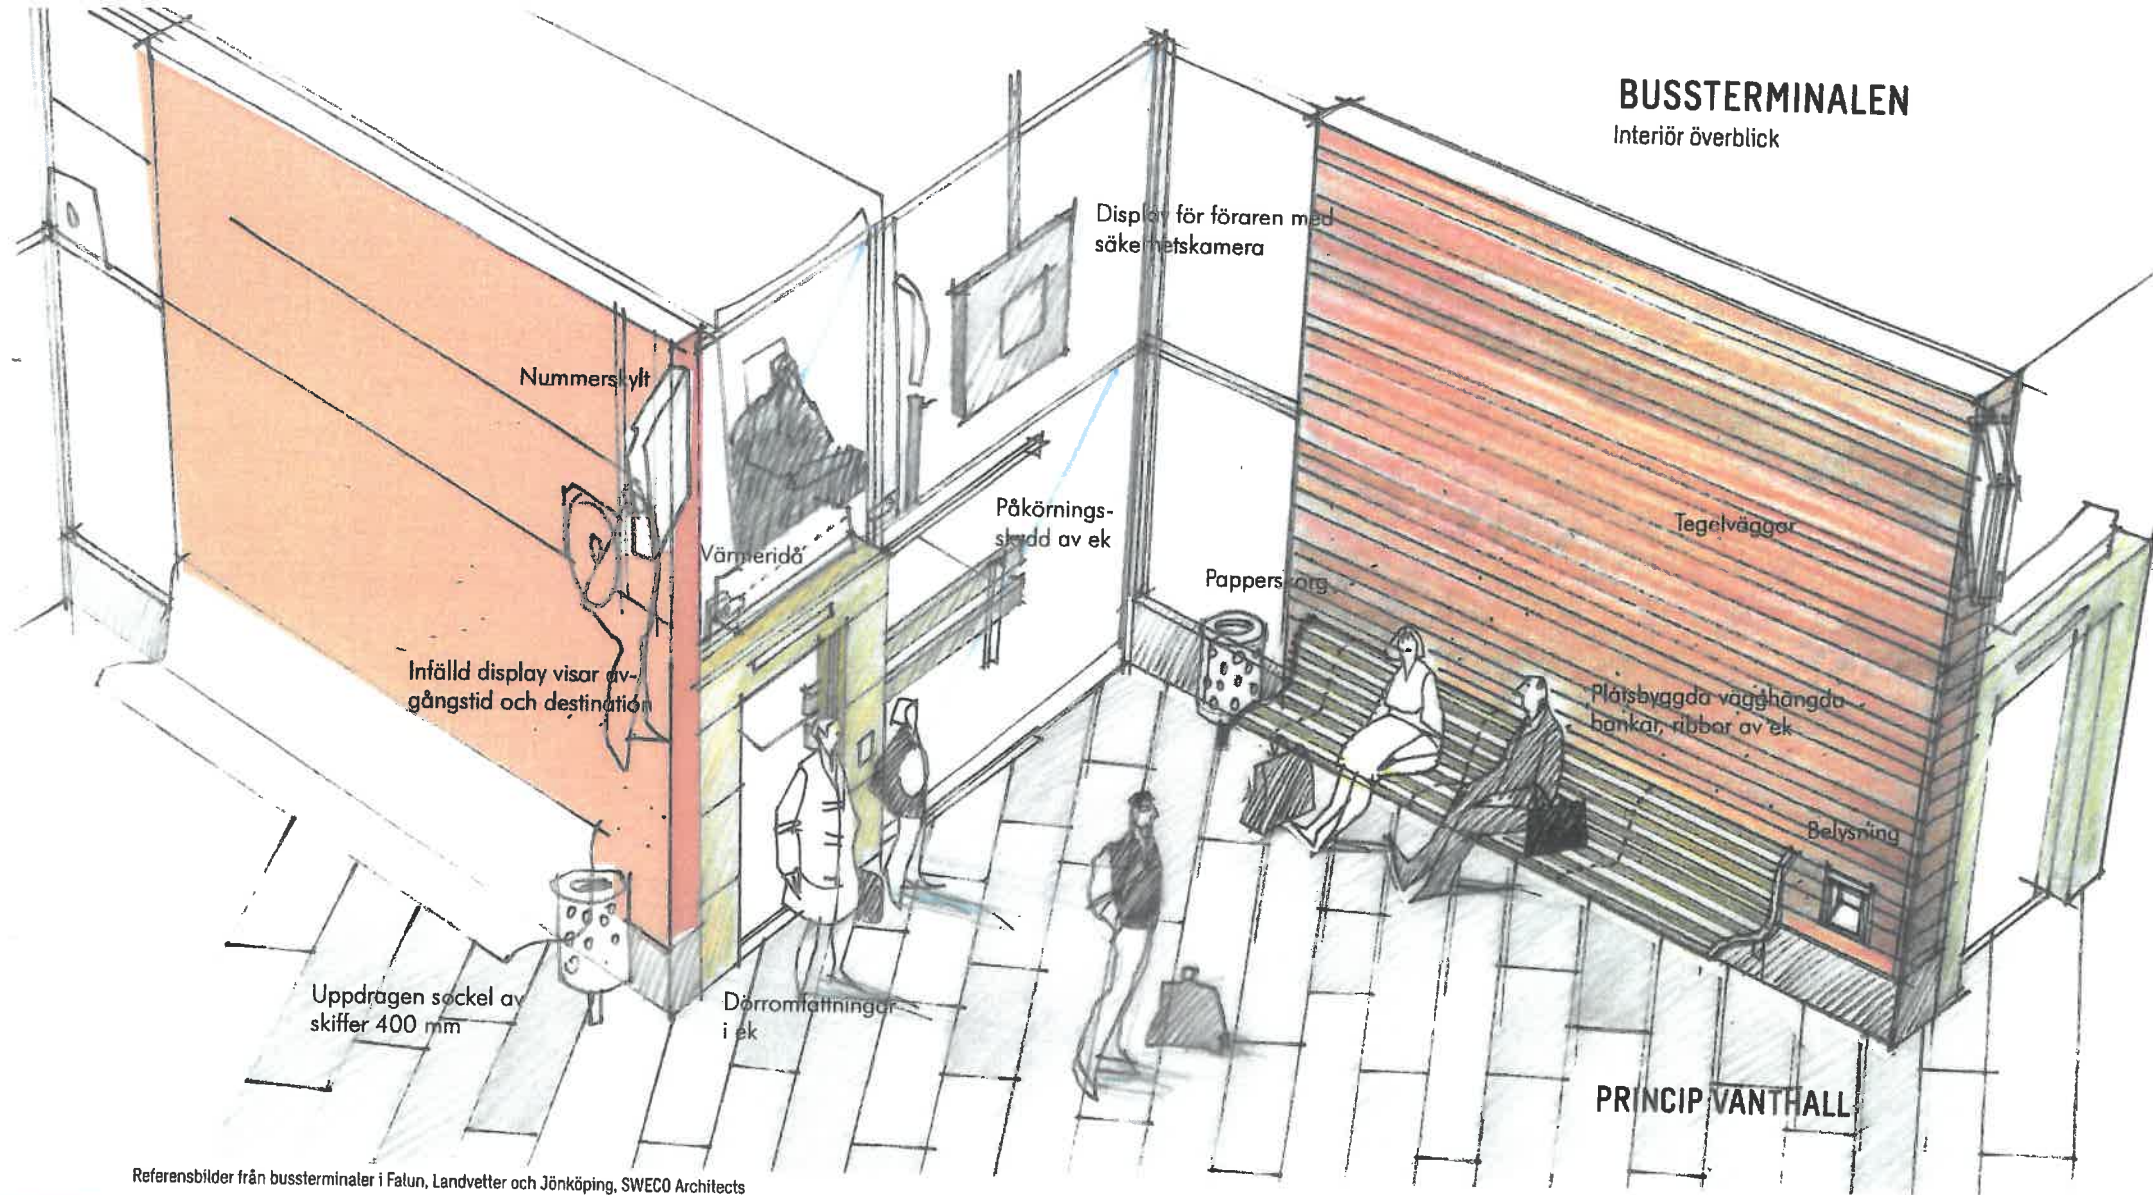 BUSSTERMINALEN
Interiör överblick
Display för föraren med
säkerhetskamera
Nummerskylt
Påkörnings-
skydd av ek
Värmeridå
Tegelväggar
Papperskorg
Infälld display visar av-
gångstid och destination
Platsbyggda vägghängda
bänkar, ribbor av ek
Belysning
Uppdragen sockel av
skiffer 400 mm
Dörromfattningar
i ek
PRINCIP VÄNTHALL
Referensbilder från bussterminaler i Falun, Landvetter och Jönköping, SWECO Architects